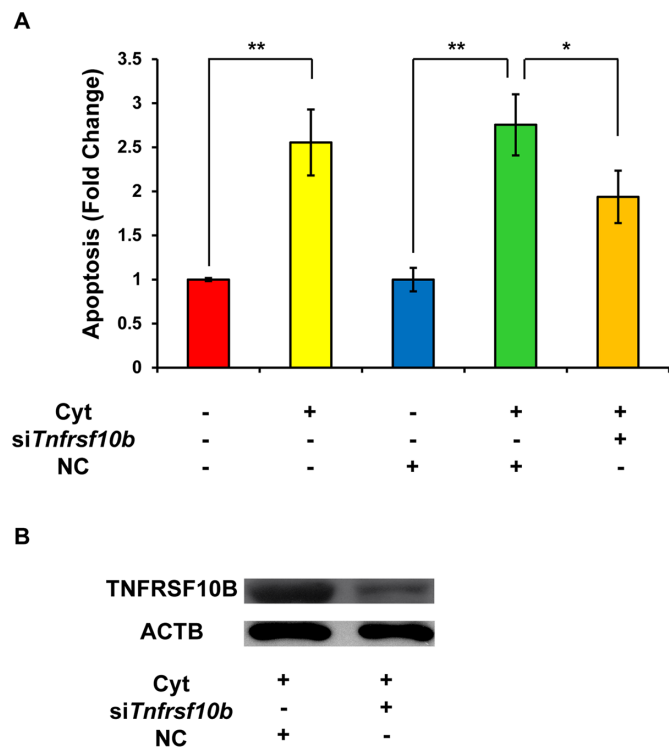 A
Apoptosis (Fold Change)
** ** *
3.5
3
2.5
2
1.5
1
0.5
0
Cyt - + - + +
siTnfrsf10b - - - - +
NC - - + + -
B
TNFRSF10B
ACTB
Cyt + +
siTnfrsf10b - +
NC + -